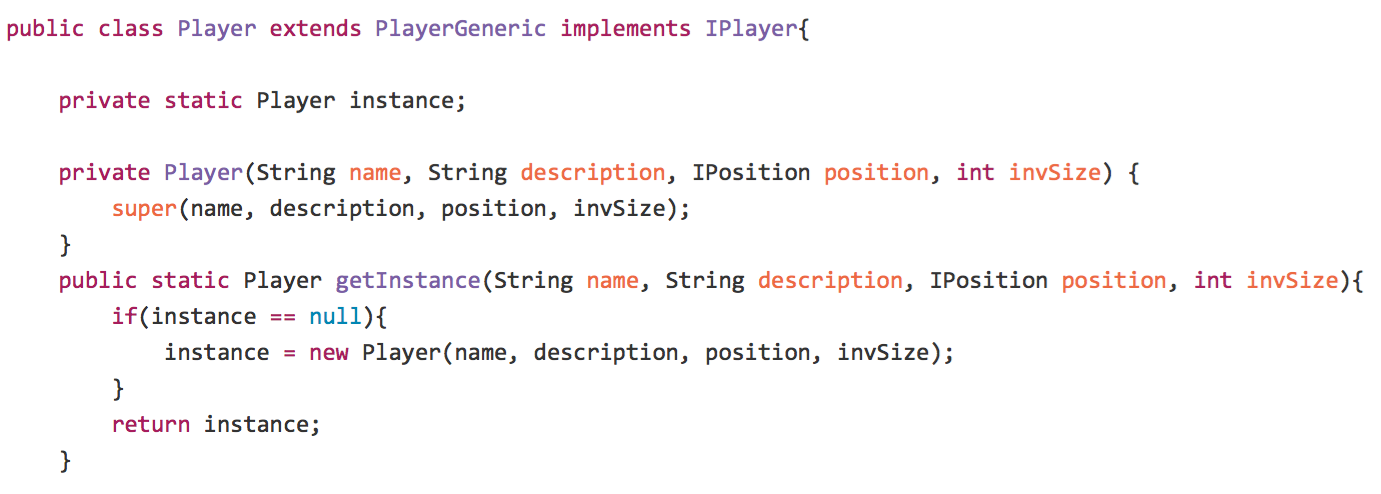 public class Player extends PlayerGeneric implements IPlayer{
private static Player instance;
private Player(String name, String description, IPosition position, int invSize) {
super(name, description, position, invSize);
}
public static Player getInstance(String name, String description, IPosition position, int invSize){
if(instance == null){
instance = new Player(name, description, position, invSize);
}
return instance;
}